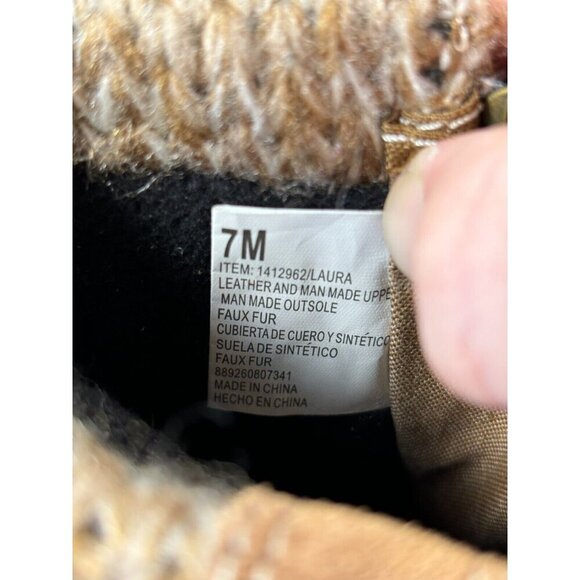 7M
ITEM: 1412962/LAURA
LEATHER AND MAN MADE UPPE
MAN MADE OUTSOLE
FAUX FUR
CUBIERTA DE CUERO Y SINTÉTICO
SUELA DE SINTÉTICO
FAUX FUR
889260807341
MADE IN CHINA
HECHO EN CHINA